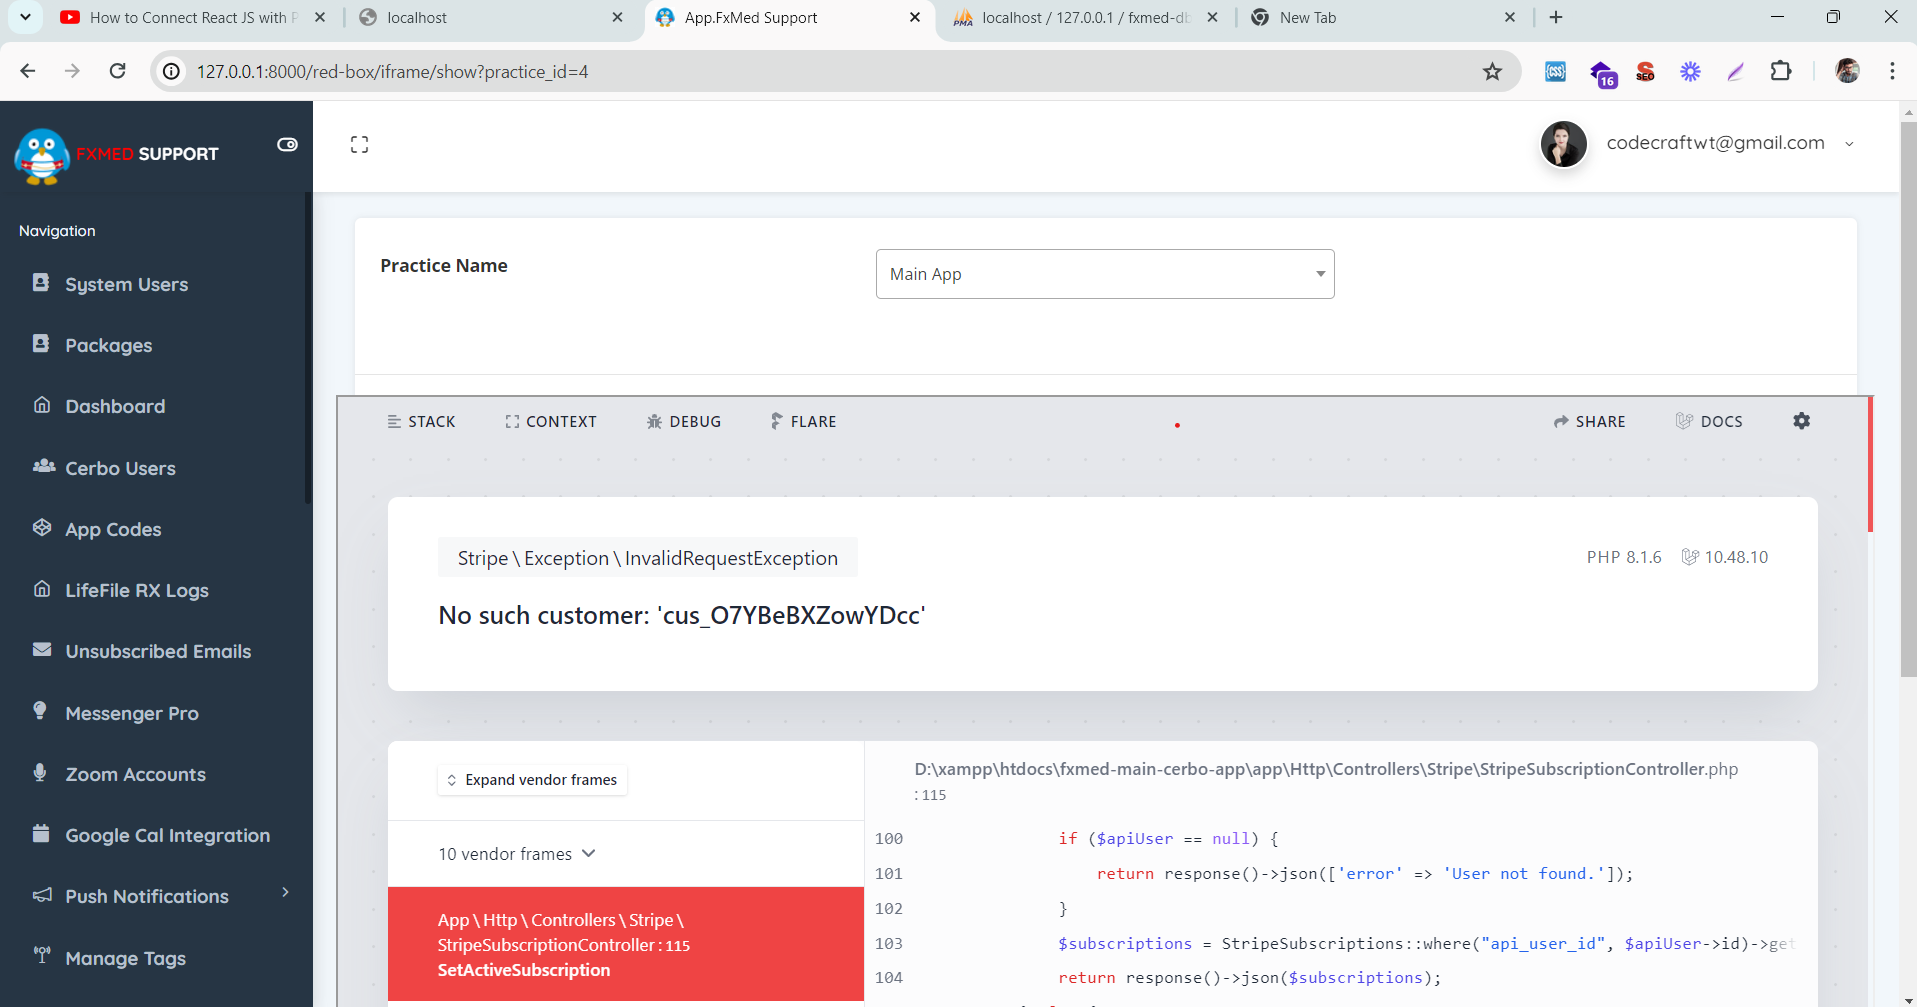 How to Connect React JS with P
localhost
App.FxMed Support
PMA
localhost / 127.0.0.1 / fxmed-db
New Tab
127.0.0.1:8000/red-box/iframe/show?practice_id=4
CSS
16
SEO
FXMED SUPPORT
codecraftwt@gmail.com
Navigation
System Users
Packages
Dashboard
Cerbo Users
App Codes
LifeFile RX Logs
Unsubscribed Emails
Messenger Pro
Zoom Accounts
Google Cal Integration
Push Notifications
Manage Tags
Practice Name
Main App
STACK
CONTEXT
DEBUG
FLARE
SHARE
DOCS
Stripe \ Exception \ InvalidRequestException
PHP 8.1.6
10.48.10
No such customer: 'cus_O7YBeBXZowYDcc'
Expand vendor frames
10 vendor frames
App \ Http \ Controllers \ Stripe \
StripeSubscriptionController : 115
SetActiveSubscription
D:\xampp\htdocs\fxmed-main-cerbo-app\app\Http\Controllers\Stripe\StripeSubscriptionController.php
: 115
100 if ($apiUser == null) {
101 return response()->json(['error' => 'User not found.']);
102 }
103 $subscriptions = StripeSubscriptions::where("api_user_id", $apiUser->id)->get
104 return response()->json($subscriptions);